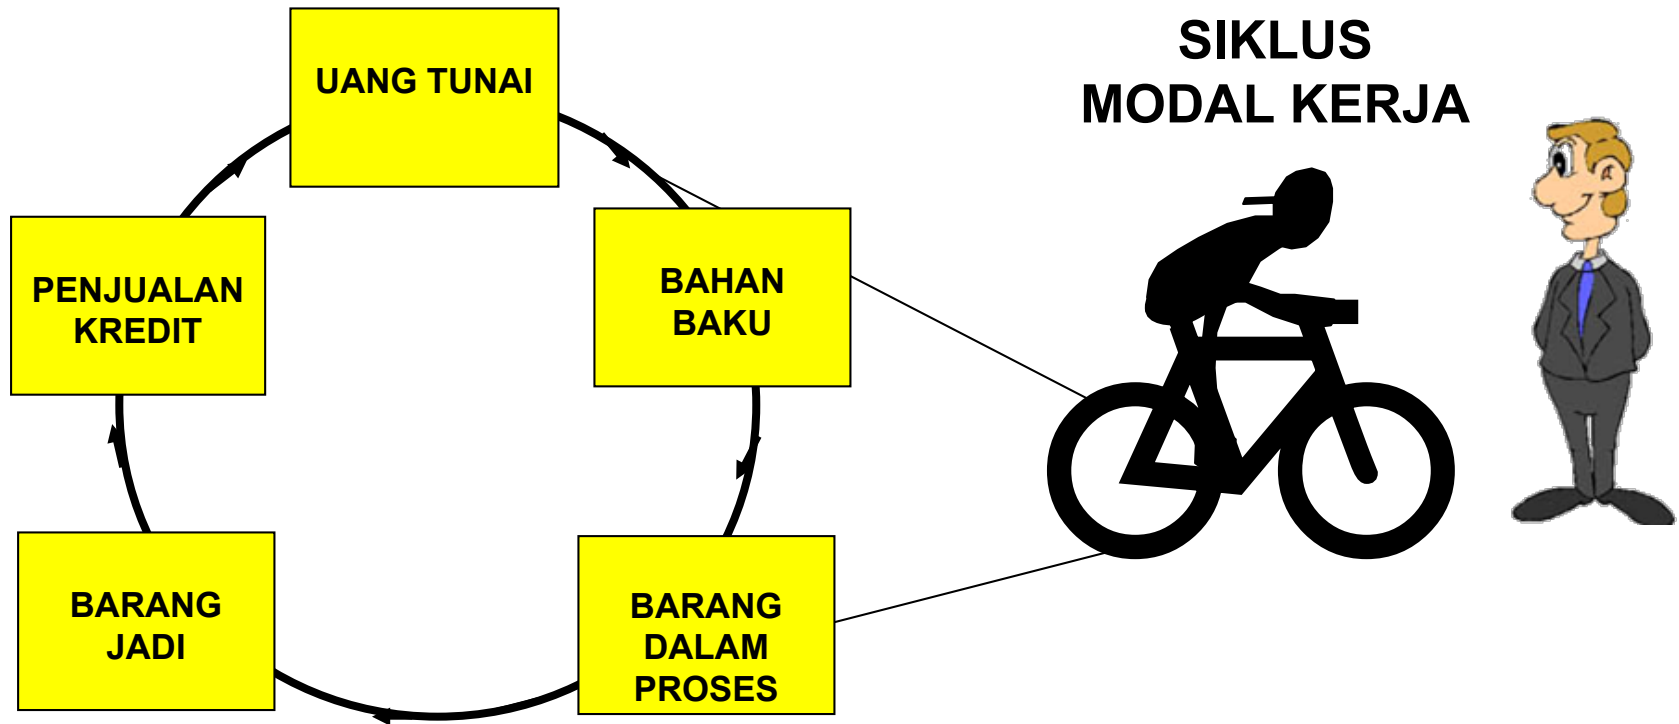 SIKLUS
MODAL KERJA
UANG TUNAI
BAHAN
BAKU
BARANG
DALAM
PROSES
BARANG
JADI
PENJUALAN
KREDIT